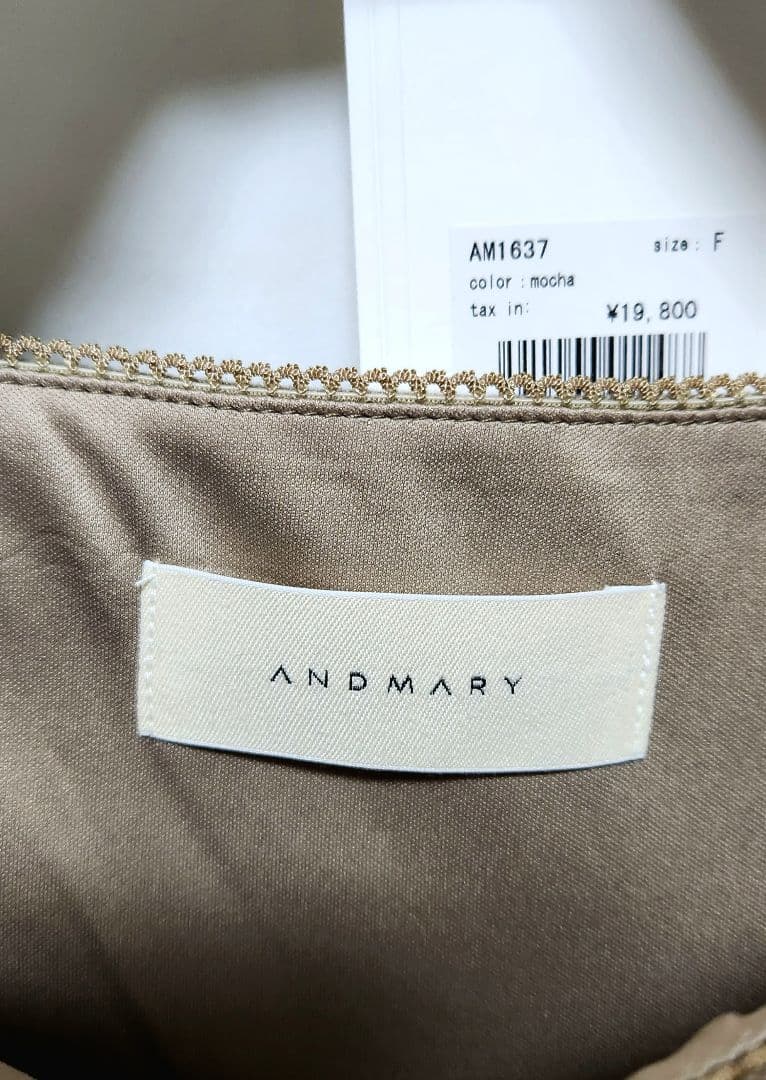 AM1637 size: F
color : mocha
tax in: ¥19,800
ANDMARY